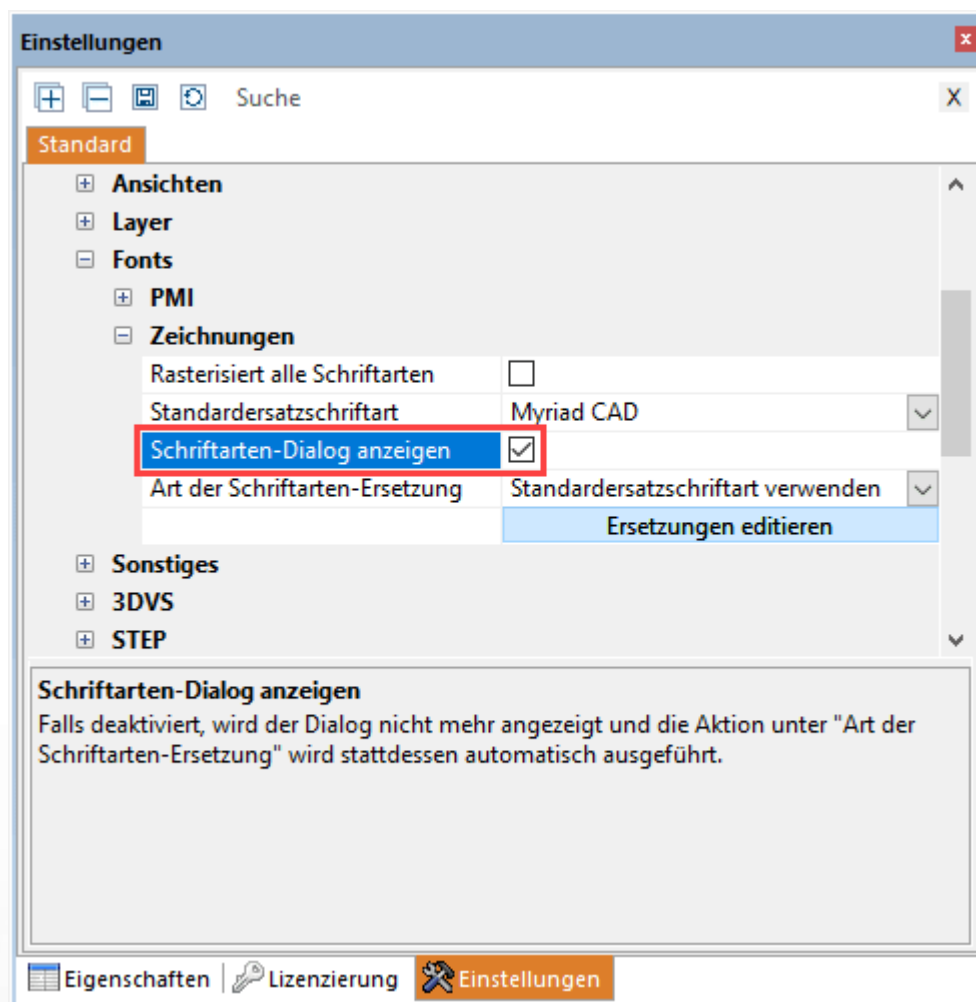 Einstellungen
x
Suche
X
Standard
Ansichten
Layer
Fonts
PMI
Zeichnungen
Rasterisiert alle Schriftarten
Standardersatzschriftart Myriad CAD
Schriftarten-Dialog anzeigen
Art der Schriftarten-Ersetzung Standardersatzschriftart verwenden
Ersetzungen editieren
Sonstiges
3DVS
STEP
Schriftarten-Dialog anzeigen
Falls deaktiviert, wird der Dialog nicht mehr angezeigt und die Aktion unter "Art der
Schriftarten-Ersetzung" wird stattdessen automatisch ausgeführt.
Eigenschaften Lizenzierung Einstellungen